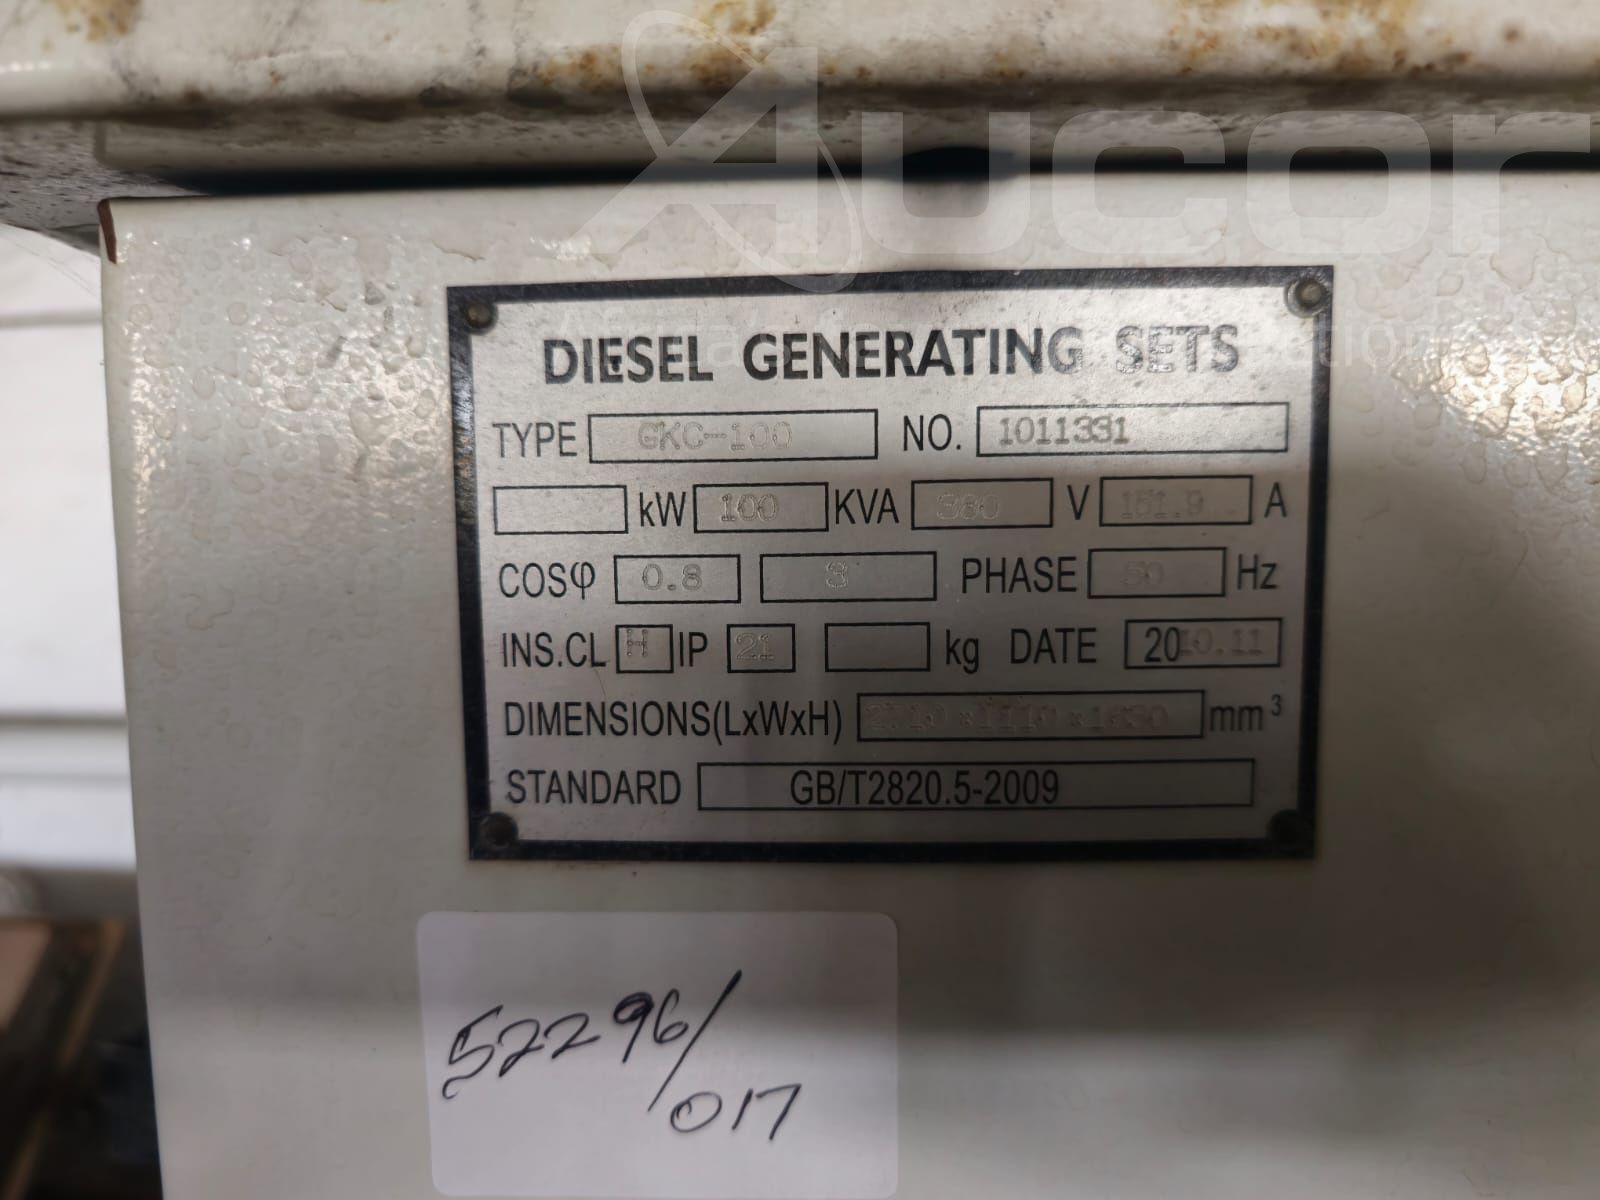 Aucor
DIESEL GENERATING SETS
TYPE GKC-100 NO. 1011331
kW 100 KVA 380 V 151.9 A
COSφ 0.8 3 PHASE 50 Hz
INS.CL H IP 21 kg DATE 2010.11
DIMENSIONS(LxWxH) mm³
STANDARD GB/T2820.5-2009
52296/
017